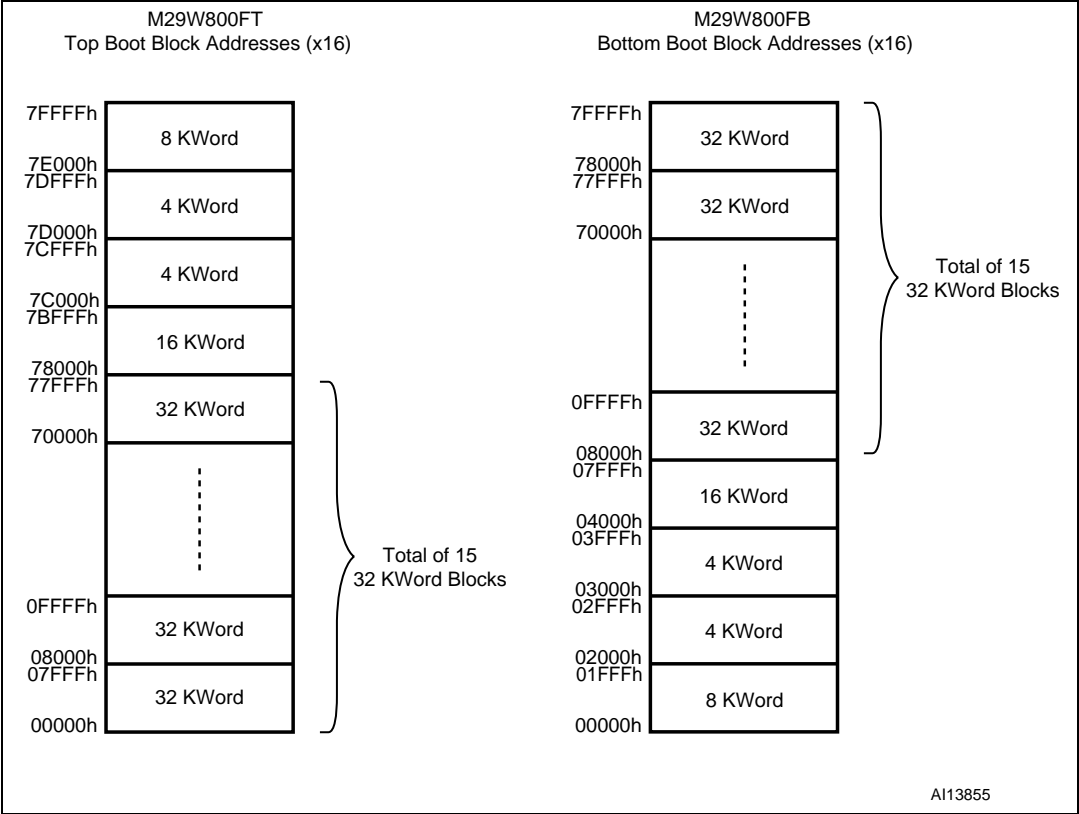 M29W800FT
Top Boot Block Addresses (x16)
7FFFFh
8 KWord
7E000h
7DFFFh
4 KWord
7D000h
7CFFFh
4 KWord
7C000h
7BFFFh
16 KWord
78000h
77FFFh
32 KWord
70000h
Total of 15
32 KWord Blocks
0FFFFh
32 KWord
08000h
07FFFh
32 KWord
00000h
M29W800FB
Bottom Boot Block Addresses (x16)
7FFFFh
32 KWord
78000h
77FFFh
32 KWord
70000h
Total of 15
32 KWord Blocks
0FFFFh
32 KWord
08000h
07FFFh
16 KWord
04000h
03FFFh
4 KWord
03000h
02FFFh
4 KWord
02000h
01FFFh
8 KWord
00000h
AI13855